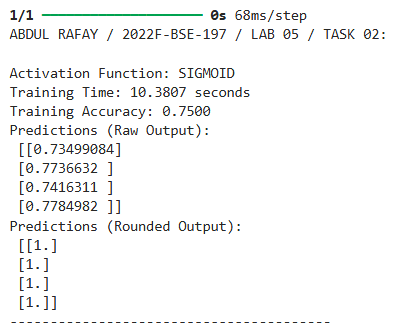 1/1 ━━━━━━━━━━━━━━━━━━━━ 0s 68ms/step
ABDUL RAFAY / 2022F-BSE-197 / LAB 05 / TASK 02:
Activation Function: SIGMOID
Training Time: 10.3807 seconds
Training Accuracy: 0.7500
Predictions (Raw Output):
[[0.73499084]
[0.7736632 ]
[0.7416311 ]
[0.7784982 ]]
Predictions (Rounded Output):
[[1.]
[1.]
[1.]
[1.]]
----------------------------------------